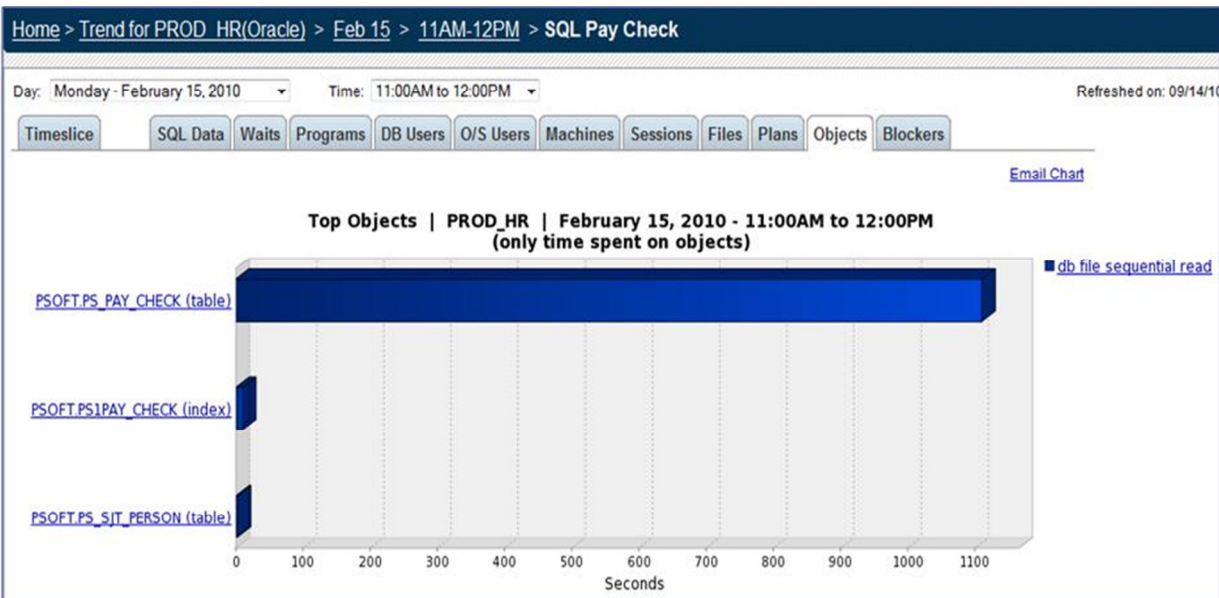 Home > Trend for PROD_HR(Oracle) > Feb 15 > 11AM-12PM > SQL Pay Check
Day: Monday - February 15, 2010 Time: 11:00AM to 12:00PM Refreshed on: 09/14/10
Timeslice SQL Data Waits Programs DB Users O/S Users Machines Sessions Files Plans Objects Blockers
Email Chart
Top Objects | PROD_HR | February 15, 2010 - 11:00AM to 12:00PM
(only time spent on objects)
db file sequential read
PSOFT.PS_PAY_CHECK (table)
PSOFT.PS1PAY_CHECK (index)
PSOFT.PS_SJT_PERSON (table)
0 100 200 300 400 500 600 700 800 900 1000 1100
Seconds